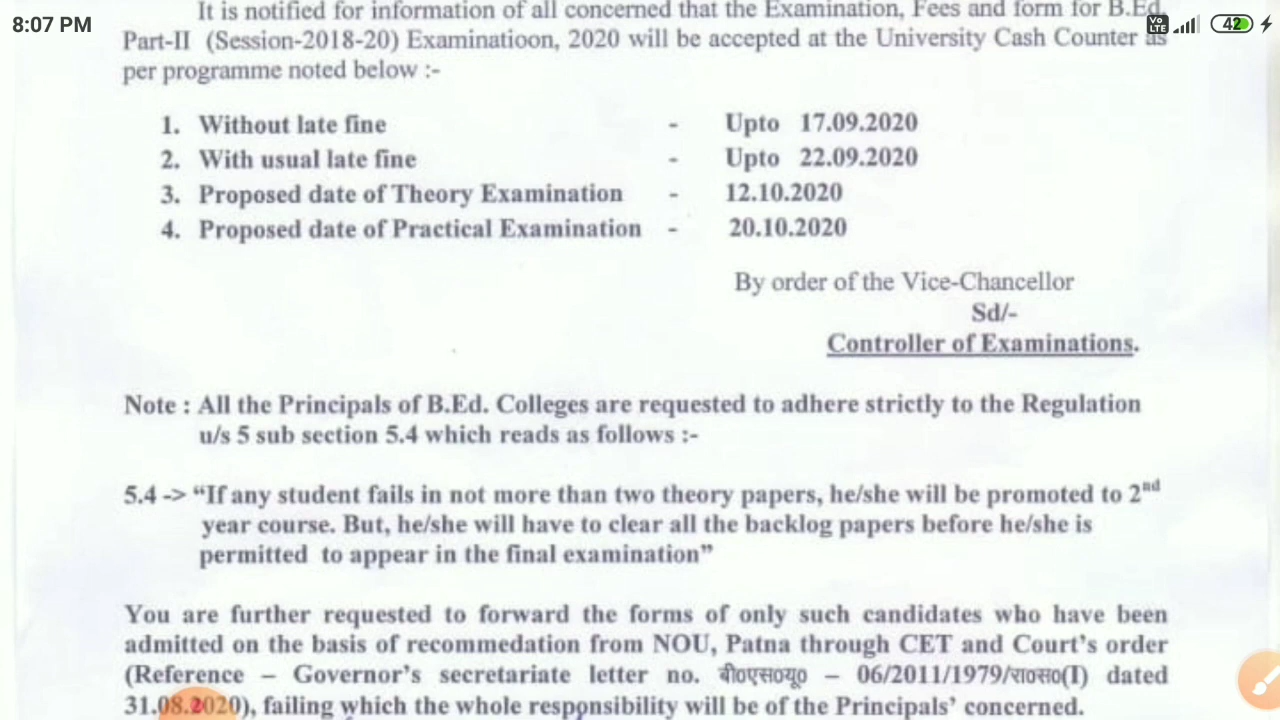 8:07 PM
Vo LTE 42
It is notified for information of all concerned that the Examination, Fees and form for B.Ed.
Part-II (Session-2018-20) Examinatioon, 2020 will be accepted at the University Cash Counter as
per programme noted below :-
1. Without late fine - Upto 17.09.2020
2. With usual late fine - Upto 22.09.2020
3. Proposed date of Theory Examination - 12.10.2020
4. Proposed date of Practical Examination - 20.10.2020
By order of the Vice-Chancellor
Sd/-
Controller of Examinations.
Note : All the Principals of B.Ed. Colleges are requested to adhere strictly to the Regulation
u/s 5 sub section 5.4 which reads as follows :-
5.4 -> “If any student fails in not more than two theory papers, he/she will be promoted to 2nd
year course. But, he/she will have to clear all the backlog papers before he/she is
permitted to appear in the final examination”
You are further requested to forward the forms of only such candidates who have been
admitted on the basis of recommedation from NOU, Patna through CET and Court’s order
(Reference – Governor’s secretariate letter no. बी०एस०यू० – 06/2011/1979/रा०स०(I) dated
31.08.2020), failing which the whole responsibility will be of the Principals’ concerned.